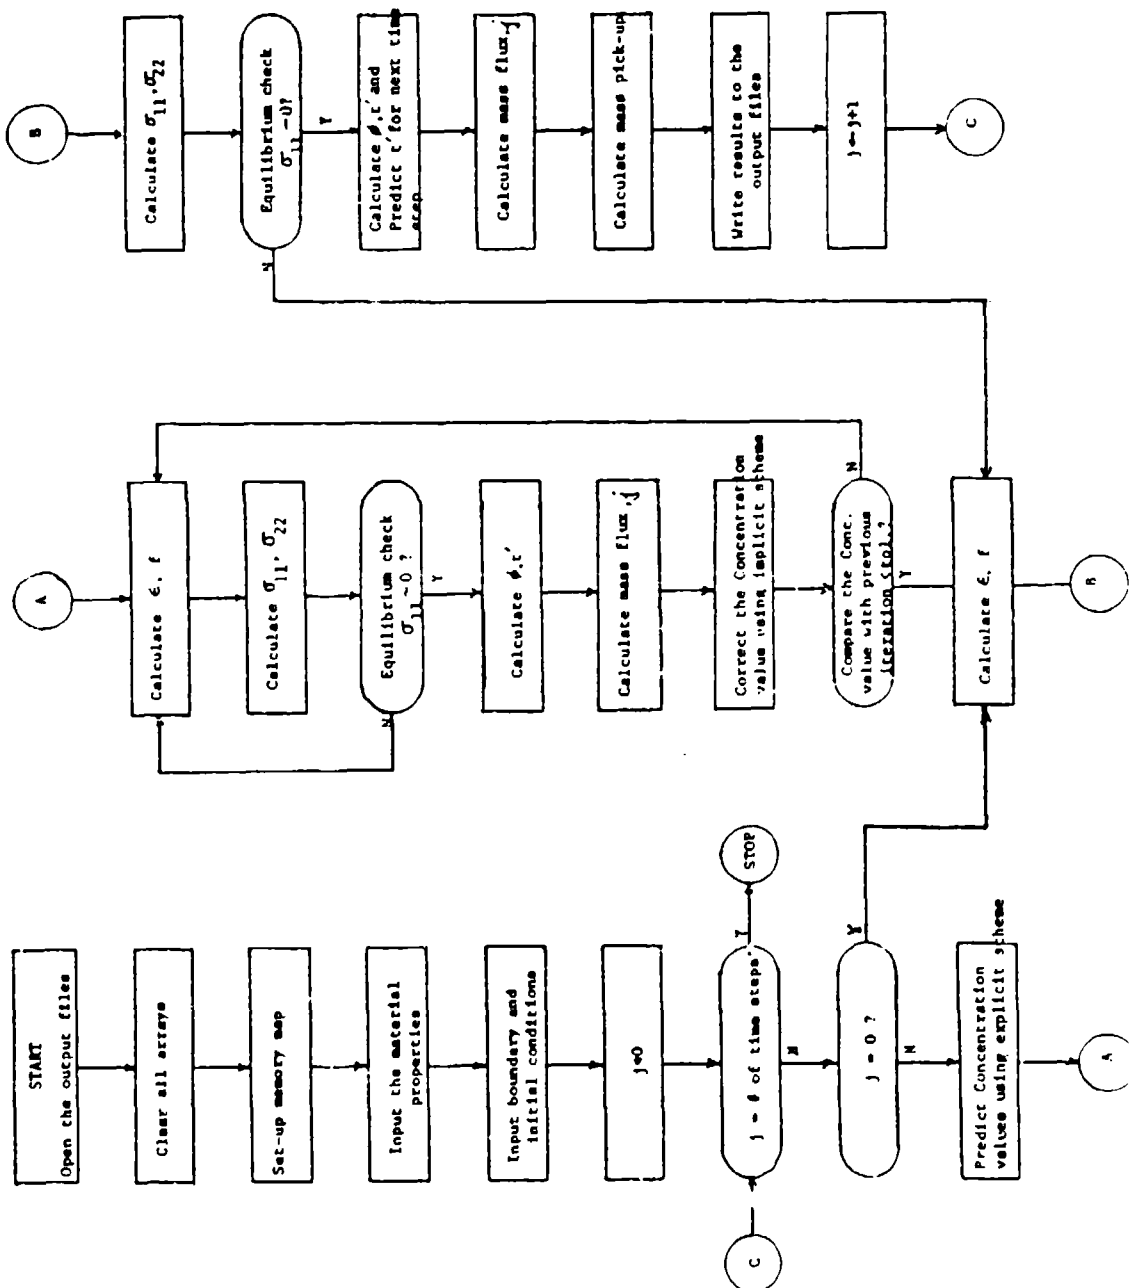 START
Open the output files
Clear all arrays
Set-up memory map
Input the material
properties
Input boundary and
initial conditions
j←0
C
j = # of time steps
Y
STOP
N
j = 0 ?
Y
N
Predict Concentration
values using explicit scheme
A
A
Calculate ϵ, f
Calculate σ11, σ22
Equilibrium check
σ11~0 ?
N
Y
Calculate ϕ,t'
Calculate mass flux,j
Correct the Concentration
value using implicit scheme
Compare the Conc.
value with previous
iteration <tol.?
N
Y
Calculate ϵ, f
B
B
Calculate σ11,σ22
Equilibrium check
σ11~0?
N
Y
Calculate ϕ,t' and
Predict t' for next time
step
Calculate mass flux,j
Calculate mass pick-up
Write results to the
output files
j←j+1
C